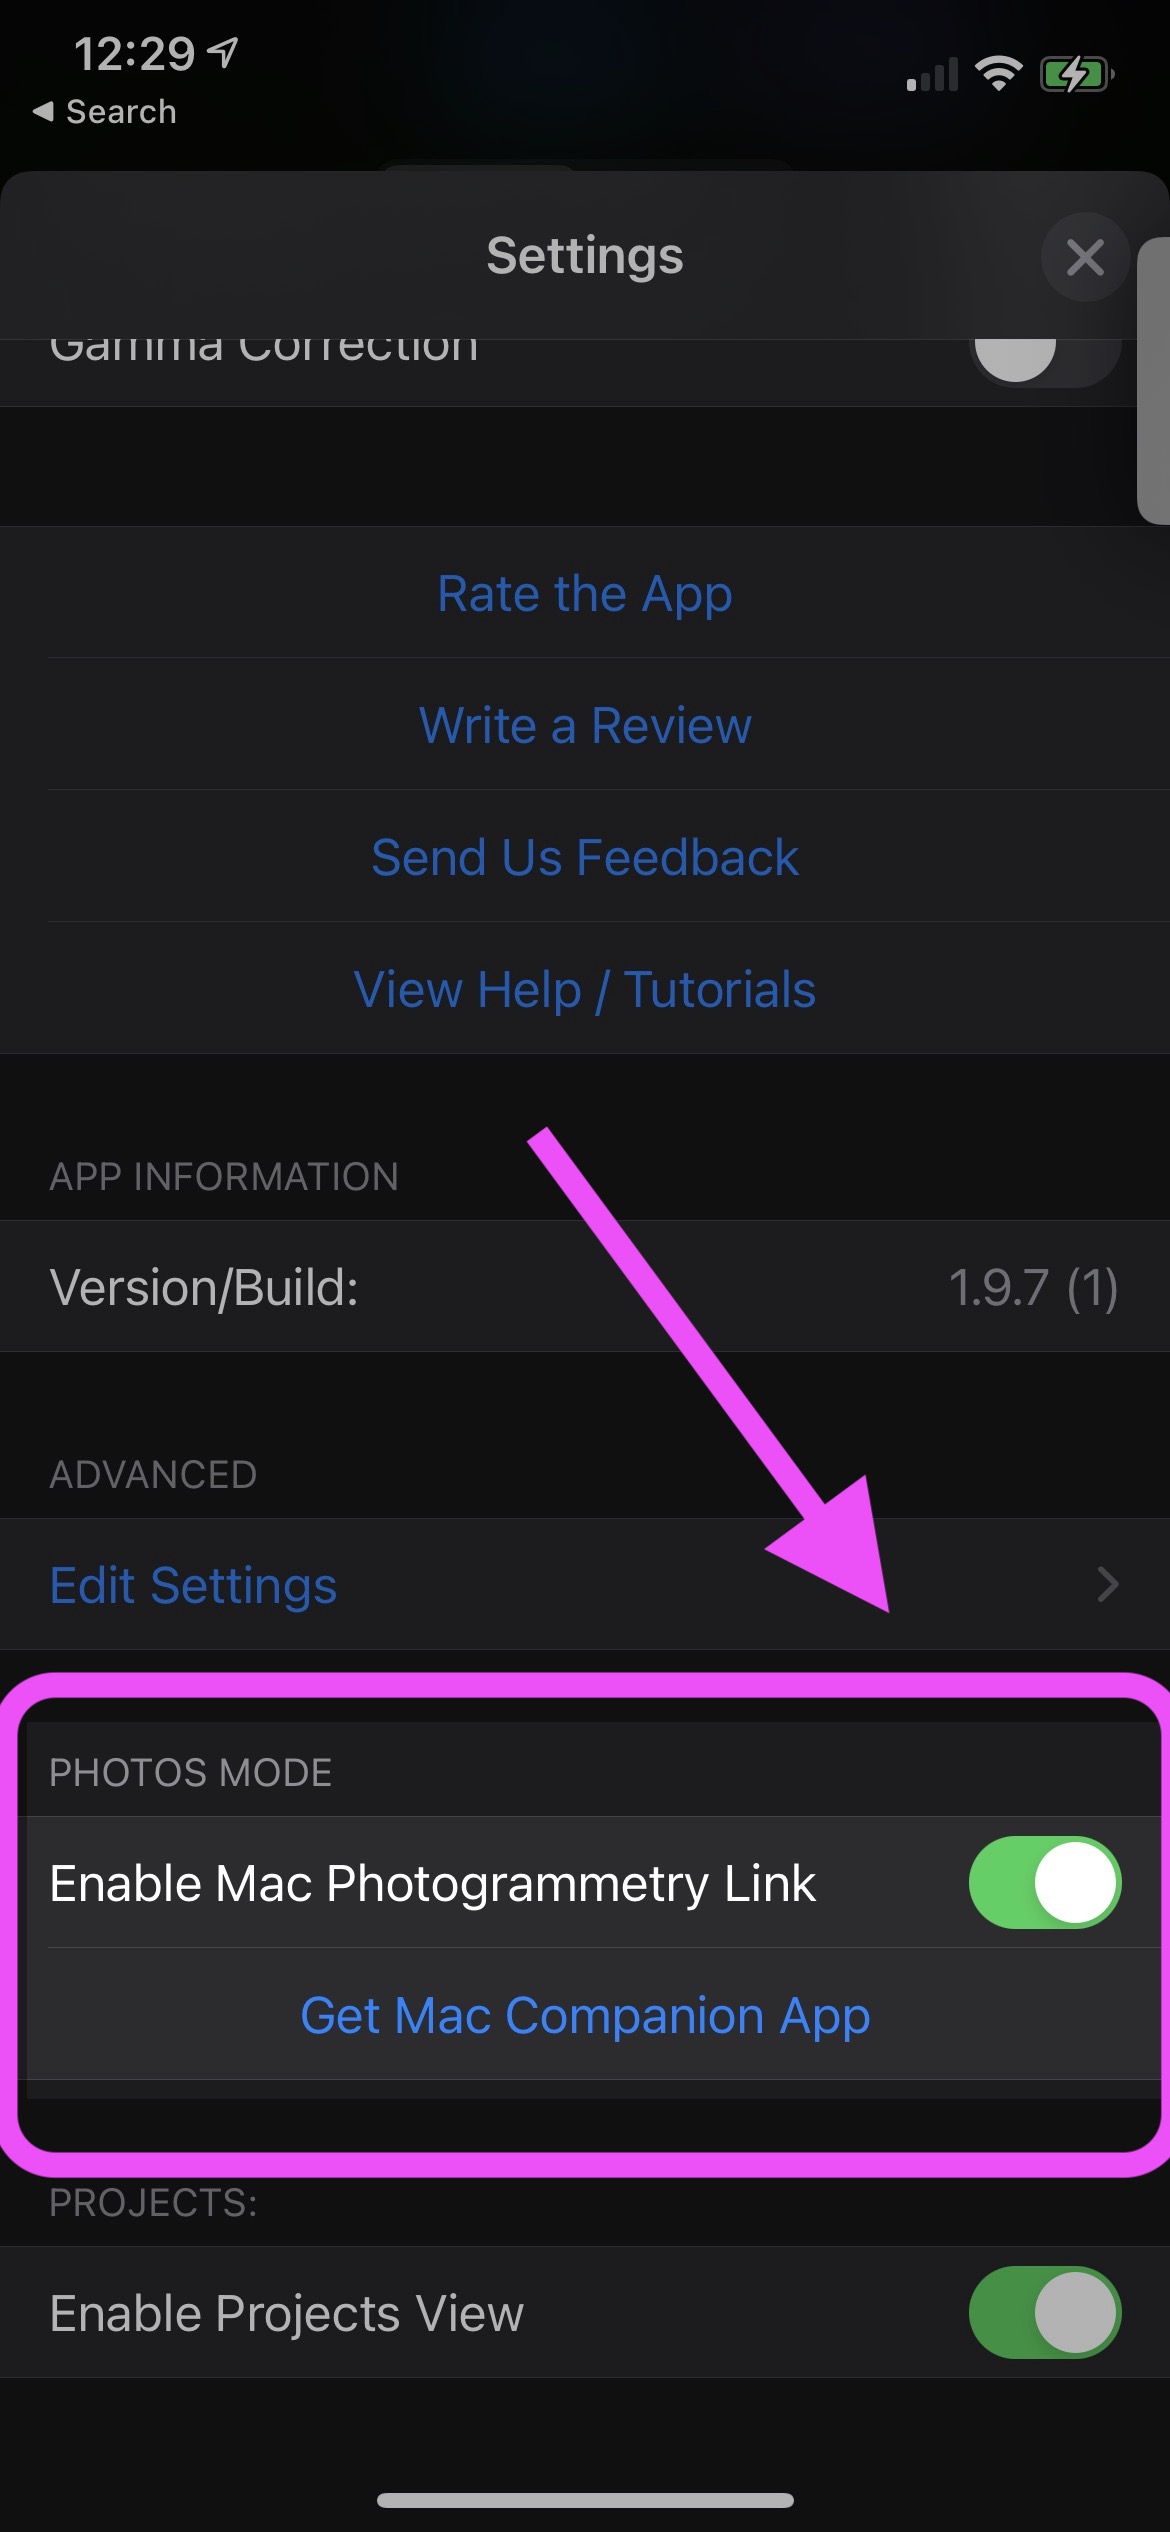 12:29
Search
Settings
Gamma Correction
Rate the App
Write a Review
Send Us Feedback
View Help / Tutorials
APP INFORMATION
Version/Build: 1.9.7 (1)
ADVANCED
Edit Settings
PHOTOS MODE
Enable Mac Photogrammetry Link
Get Mac Companion App
PROJECTS:
Enable Projects View